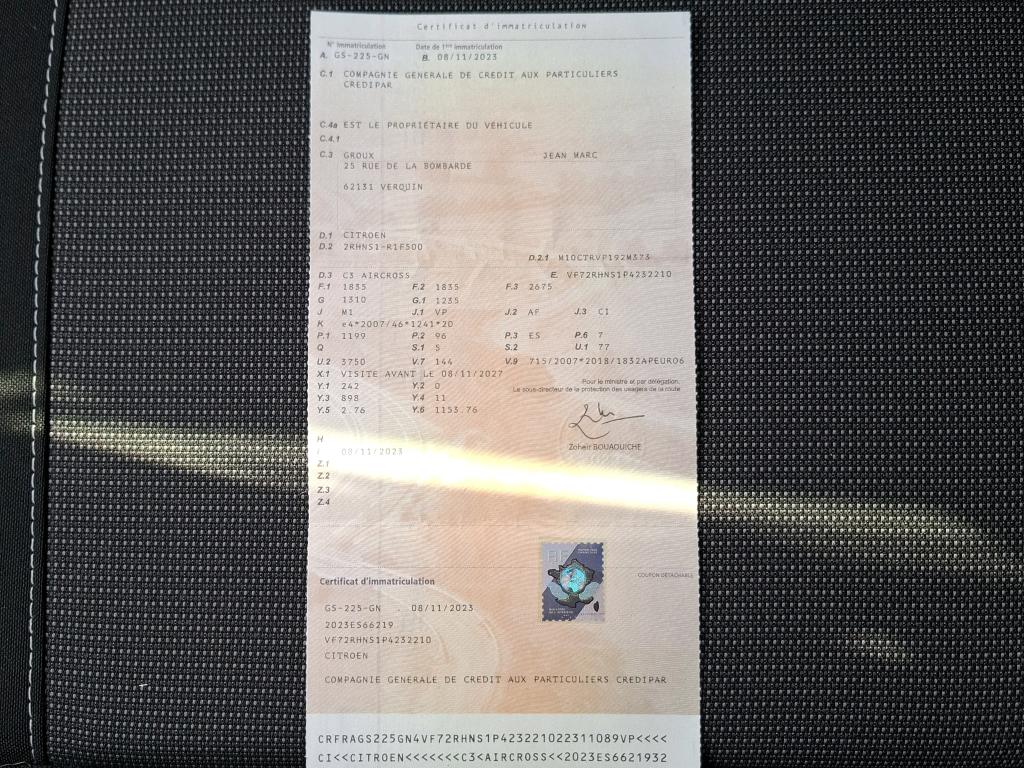 Certificat d'immatriculation
N° Immatriculation Date de 1ère immatriculation
A. GS-225-GN B. 08/11/2023
C.1 COMPAGNIE GENERALE DE CREDIT AUX PARTICULIERS
CREDIPAR
C.4a EST LE PROPRIÉTAIRE DU VÉHICULE
C.4.1
C.3 GROUX JEAN MARC
25 RUE DE LA BOMBARDE
62131 VERQUIN
D.1 CITROEN
D.2 2RHNS1-R1F500
D.2.1 M10CTRVP192M373
D.3 C3 AIRCROSS E. VF72RHNS1P4232210
F.1 1835 F.2 1835 F.3 2675
G 1310 G.1 1235
J M1 J.1 VP J.2 AF J.3 CI
K e4*2007/46*1241*20
P.1 1199 P.2 96 P.3 ES P.6 7
Q S.1 5 S.2 U.1 77
U.2 3750 V.7 144 V.9 715/2007*2018/1832APEURO6
X.1 VISITE AVANT LE 08/11/2027
Pour le ministre et par délégation,
Y.1 242 Y.2 0
Le sous-directeur de la protection des usagers de la route
Y.3 898 Y.4 11
Y.5 2.76 Y.6 1153.76
H
Zoheir BOUAOUICHE
I 08/11/2023
Z.1
Z.2
Z.3
Z.4
RF
COUPON DÉTACHABLE
Certificat d'immatriculation
GS-225-GN . 08/11/2023
2023ES66219
VF72RHNS1P4232210
CITROEN
COMPAGNIE GENERALE DE CREDIT AUX PARTICULIERS CREDIPAR
CRFRAGS225GN4VF72RHNS1P423221022311089VP<<<<
CI<<CITROEN<<<<<<<C3<AIRCROSS<<2023ES6621932